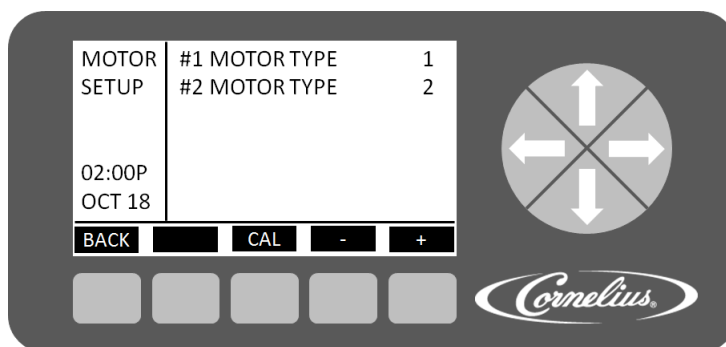 MOTOR SETUP
#1 MOTOR TYPE 1
#2 MOTOR TYPE 2
02:00P
OCT 18
BACK CAL - +
Cornelius®